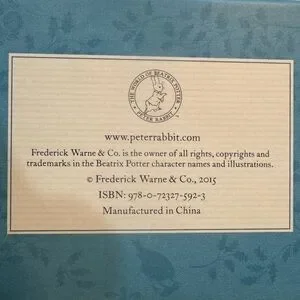 THE WORLD OF BEATRIX POTTER
PETER RABBIT
www.peterrabbit.com
Frederick Warne & Co. is the owner of all rights, copyrights and
trademarks in the Beatrix Potter character names and illustrations.
© Frederick Warne & Co., 2015
ISBN: 978-0-72327-592-3
Manufactured in China